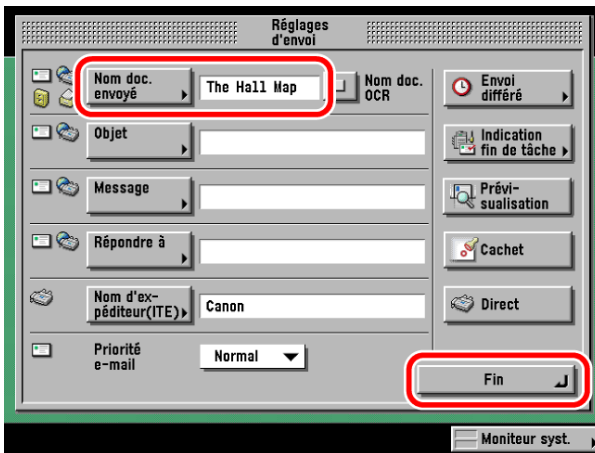 Réglages
d'envoi
Nom doc.
envoyé
The Hall Map
Nom doc.
OCR
Envoi
différé
Objet
Indication
fin de tâche
Message
Prévi-
sualisation
Répondre à
Cachet
Nom d'ex-
péditeur(ITE)
Canon
Direct
Priorité
e-mail
Normal
Fin
Moniteur syst.